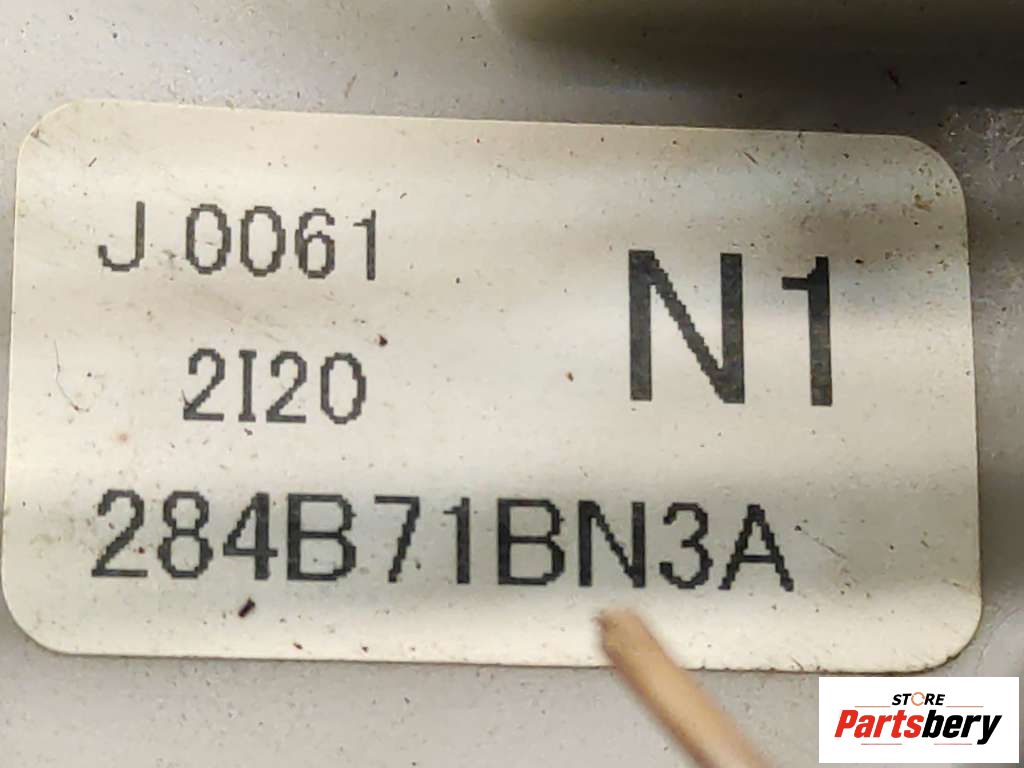 J 0061
N1
2I20
284B71BN3A
STORE
Partsbery